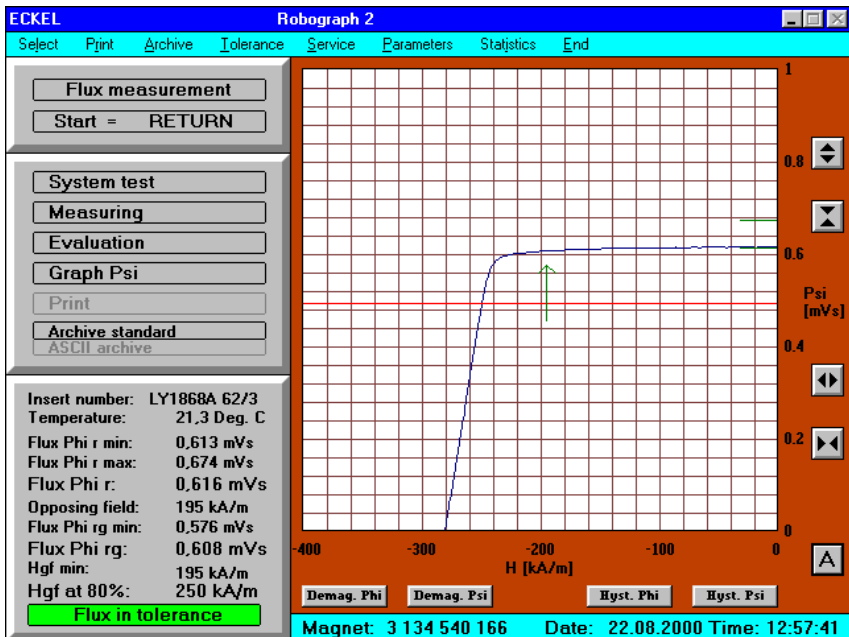 ECKEL Robograph 2
Select Print Archive Tolerance Service Parameters Statistics End
Flux measurement
Start = RETURN
System test
Measuring
Evaluation
Graph Psi
Print
Archive standard
ASCII archive
Insert number: LY1868A 62/3
Temperature: 21,3 Deg. C
Flux Phi r min: 0,613 mVs
Flux Phi r max: 0,674 mVs
Flux Phi r: 0,616 mVs
Opposing field: 195 kA/m
Flux Phi rg min: 0,576 mVs
Flux Phi rg: 0,608 mVs
Hgf min: 195 kA/m
Hgf at 80%: 250 kA/m
Flux in tolerance
1
0.8
0.6
Psi
[mVs]
0.4
0.2
0
-400 -300 -200 -100 0
H [kA/m]
A
Demag. Phi Demag. Psi Hyst. Phi Hyst. Psi
Magnet: 3 134 540 166 Date: 22.08.2000 Time: 12:57:41